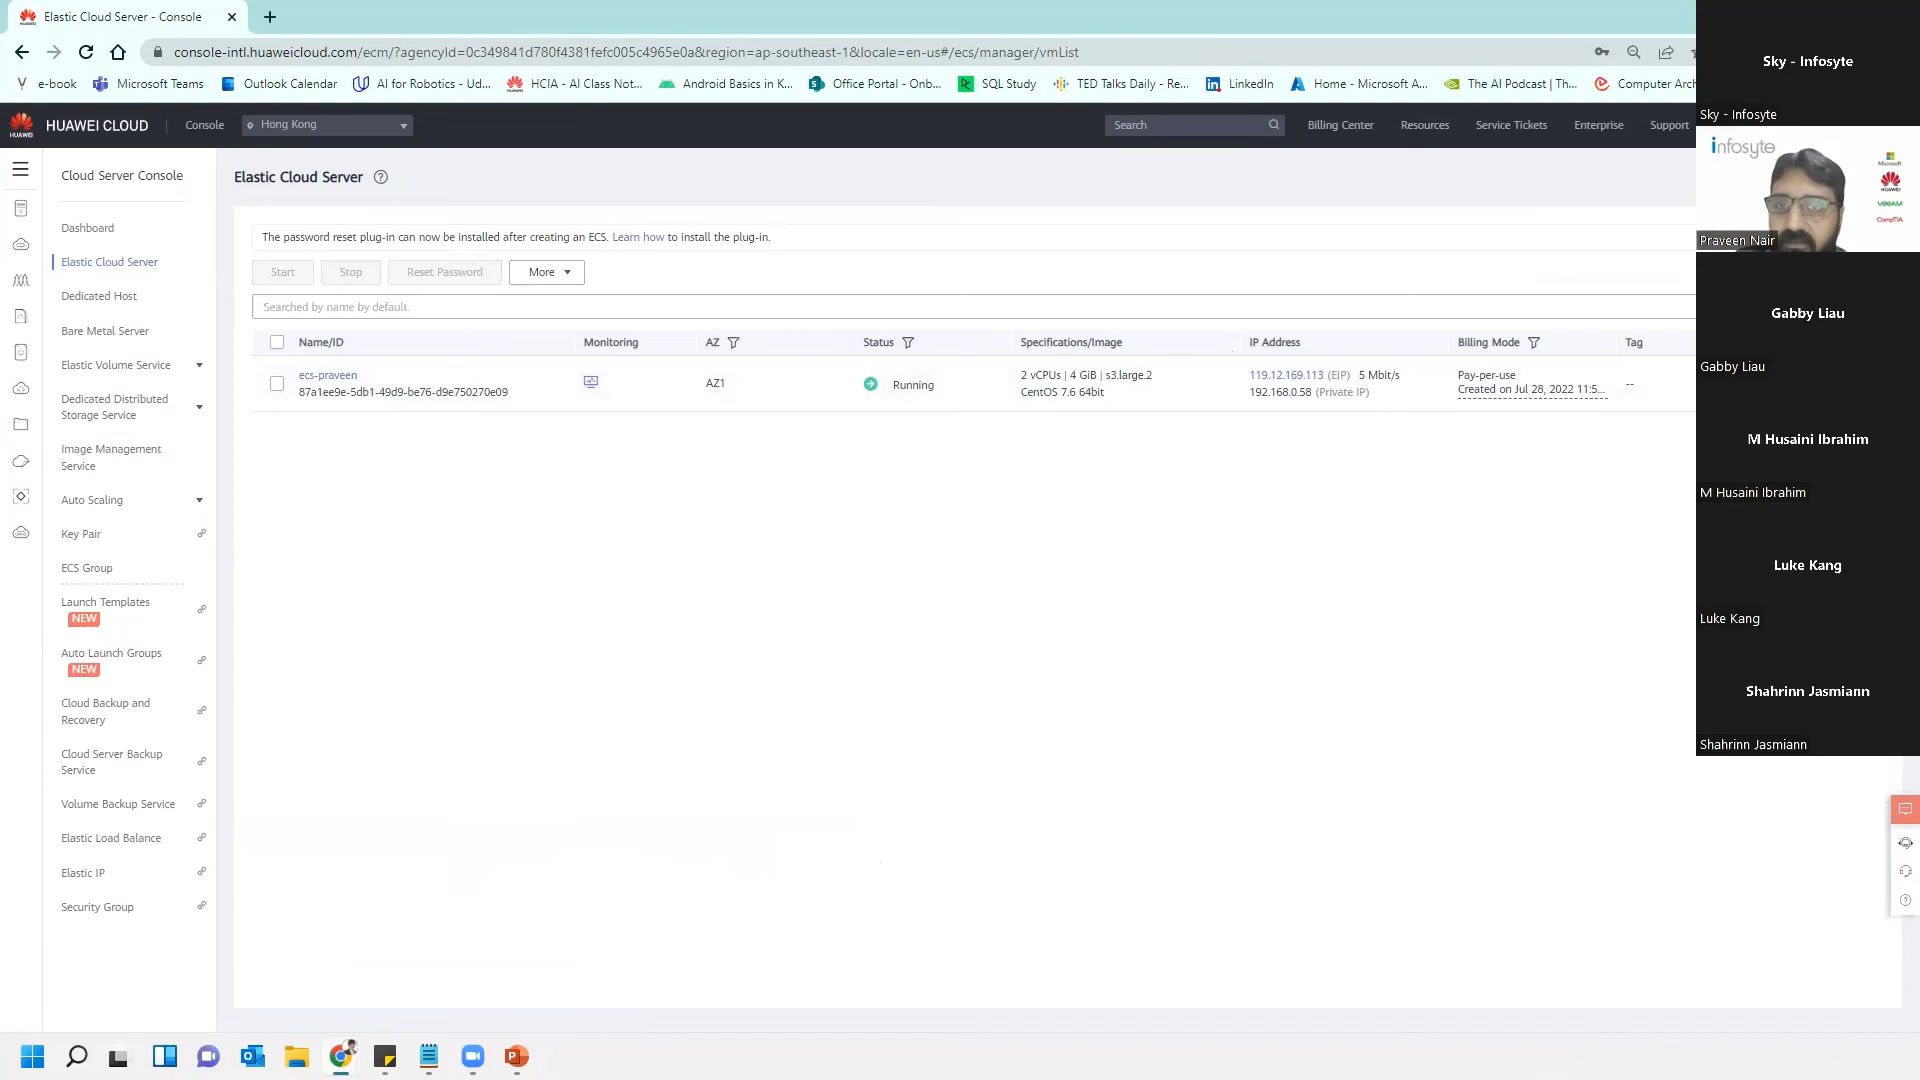 Elastic Cloud Server - Console
console-intl.huaweicloud.com/ecm/?agencyId=0c349841d780f4381fefc005c4965e0a&region=ap-southeast-1&locale=en-us#/ecs/manager/vmList
e-book
Microsoft Teams
Outlook Calendar
AI for Robotics - Ud...
HCIA - AI Class Not...
Android Basics in K...
Office Portal - Onb...
SQL Study
TED Talks Daily - Re...
LinkedIn
Home - Microsoft A...
The AI Podcast | Th...
Computer Arch
HUAWEI
HUAWEI CLOUD
Console
Hong Kong
Search
Billing Center
Resources
Service Tickets
Enterprise
Support
Cloud Server Console
Dashboard
Elastic Cloud Server
Dedicated Host
Bare Metal Server
Elastic Volume Service
Dedicated Distributed
Storage Service
Image Management
Service
Auto Scaling
Key Pair
ECS Group
Launch Templates
NEW
Auto Launch Groups
NEW
Cloud Backup and
Recovery
Cloud Server Backup
Service
Volume Backup Service
Elastic Load Balance
Elastic IP
Security Group
Elastic Cloud Server
The password reset plug-in can now be installed after creating an ECS. Learn how to install the plug-in.
Start
Stop
Reset Password
More
Searched by name by default.
Name/ID
Monitoring
AZ
Status
Specifications/Image
IP Address
Billing Mode
Tag
ecs-praveen
87a1ee9e-5db1-49d9-be76-d9e750270e09
AZ1
Running
2 vCPUs | 4 GiB | s3.large.2
CentOS 7.6 64bit
119.12.169.113 (EIP) 5 Mbit/s
192.168.0.58 (Private IP)
Pay-per-use
Created on Jul 28, 2022 11:5...
--
Sky - Infosyte
Sky - Infosyte
infosyte
Microsoft
HUAWEI
VEEAM
CompTIA
Praveen Nair
Gabby Liau
Gabby Liau
M Husaini Ibrahim
M Husaini Ibrahim
Luke Kang
Luke Kang
Shahrinn Jasmiann
Shahrinn Jasmiann